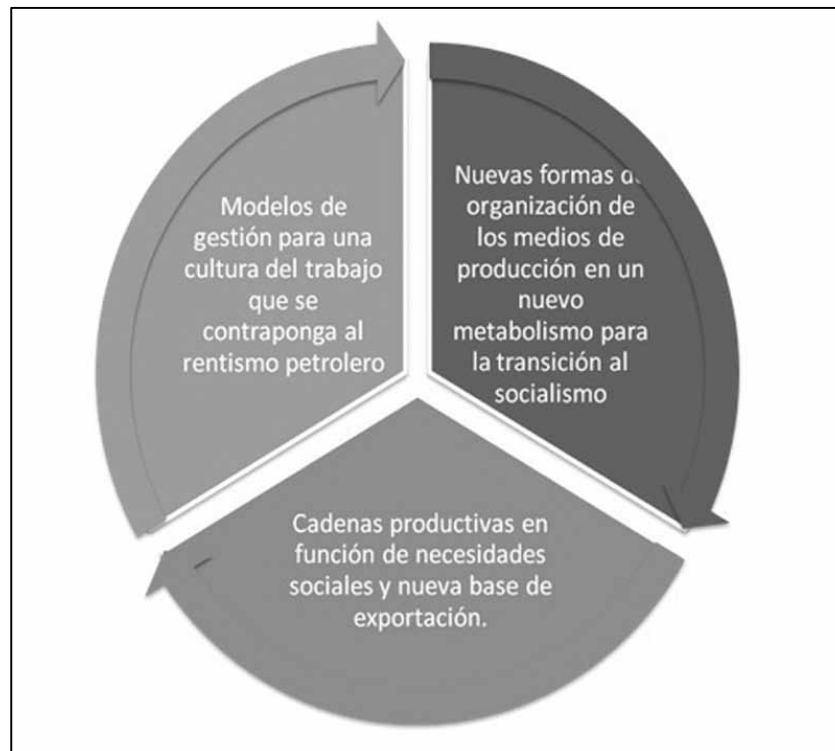 Modelos de
gestión para una
cultura del trabajo
que se
contraponga al
rentismo petrolero
Nuevas formas de
organización de
los medios de
producción en un
nuevo
metabolismo para
la transición al
socialismo
Cadenas productivas en
función de necesidades
sociales y nueva base de
exportación.